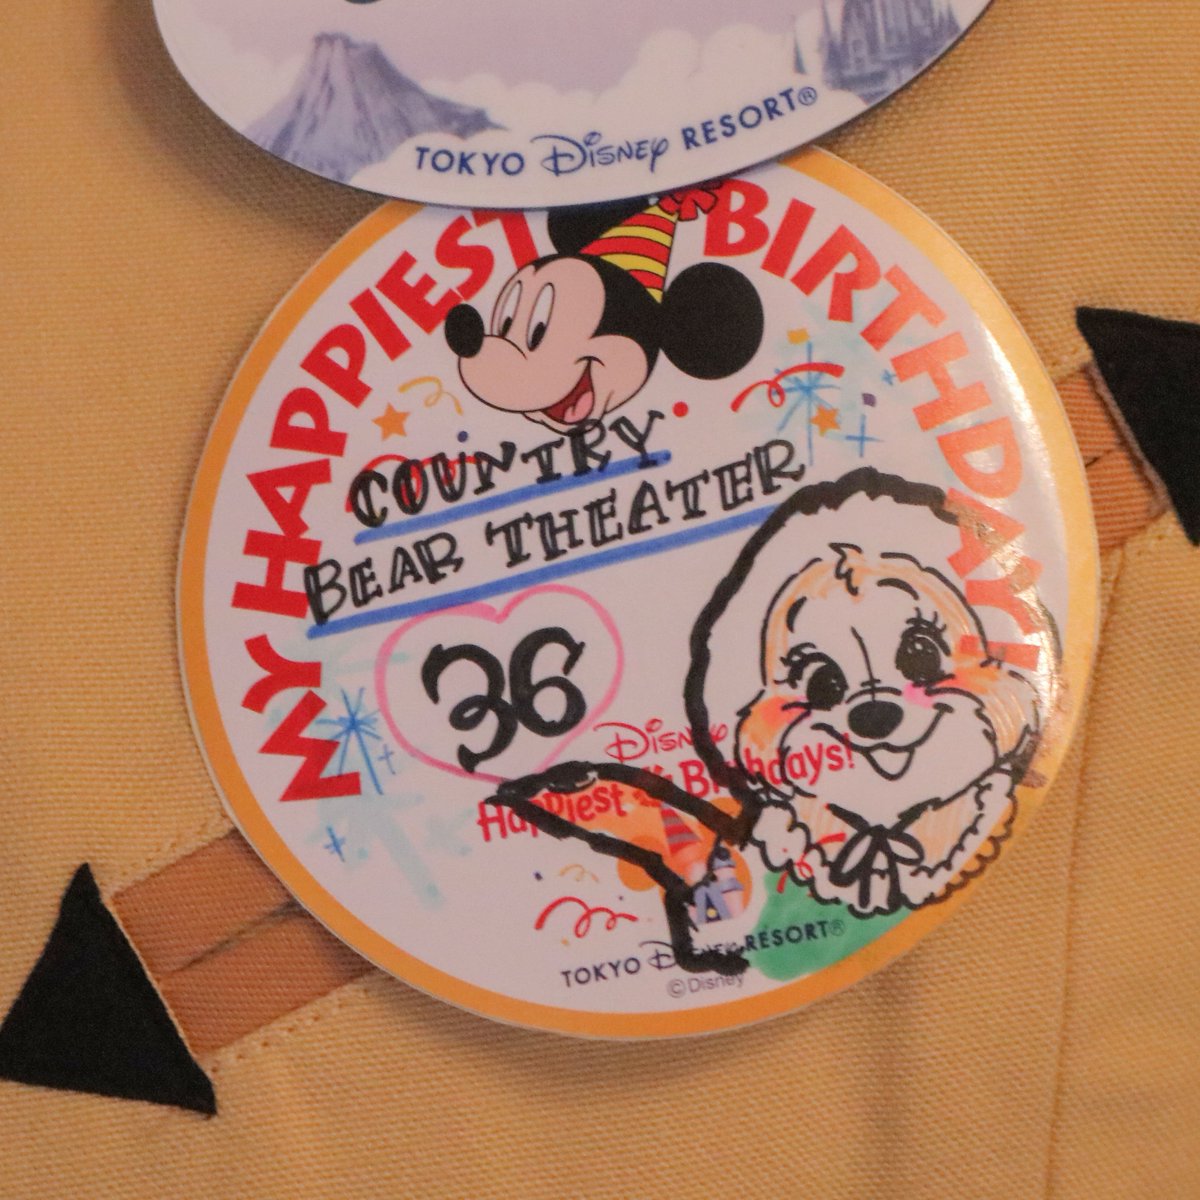 TOKYO Disney RESORT®
MY HAPPIEST BIRTHDAY!
COUNTRY
BEAR THEATER
36
Disney
Happiest Birthdays!
TOKYO Disney RESORT®
©Disney